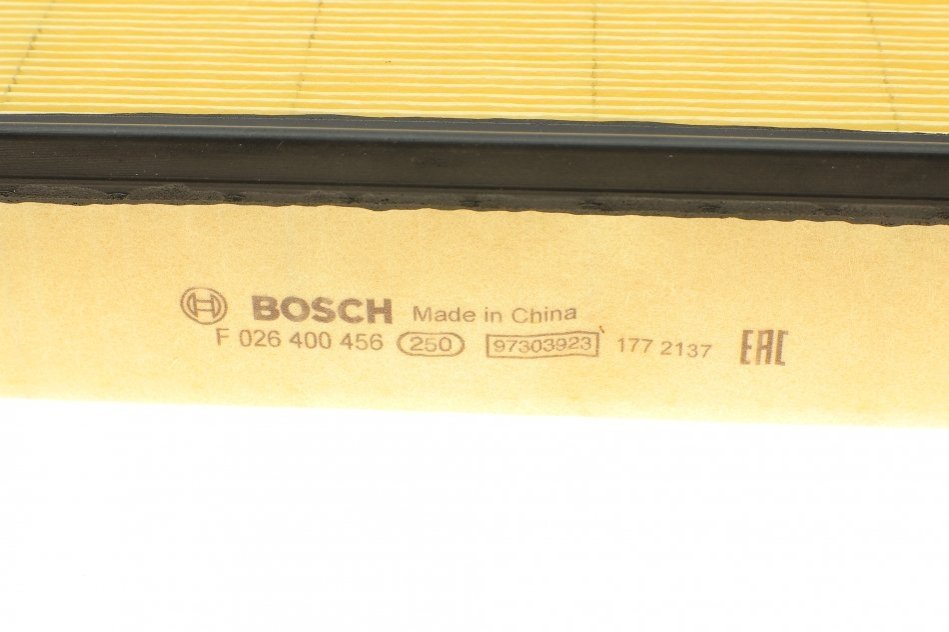 BOSCH Made in China
F 026 400 456 250 97303923 177 2137 EAC